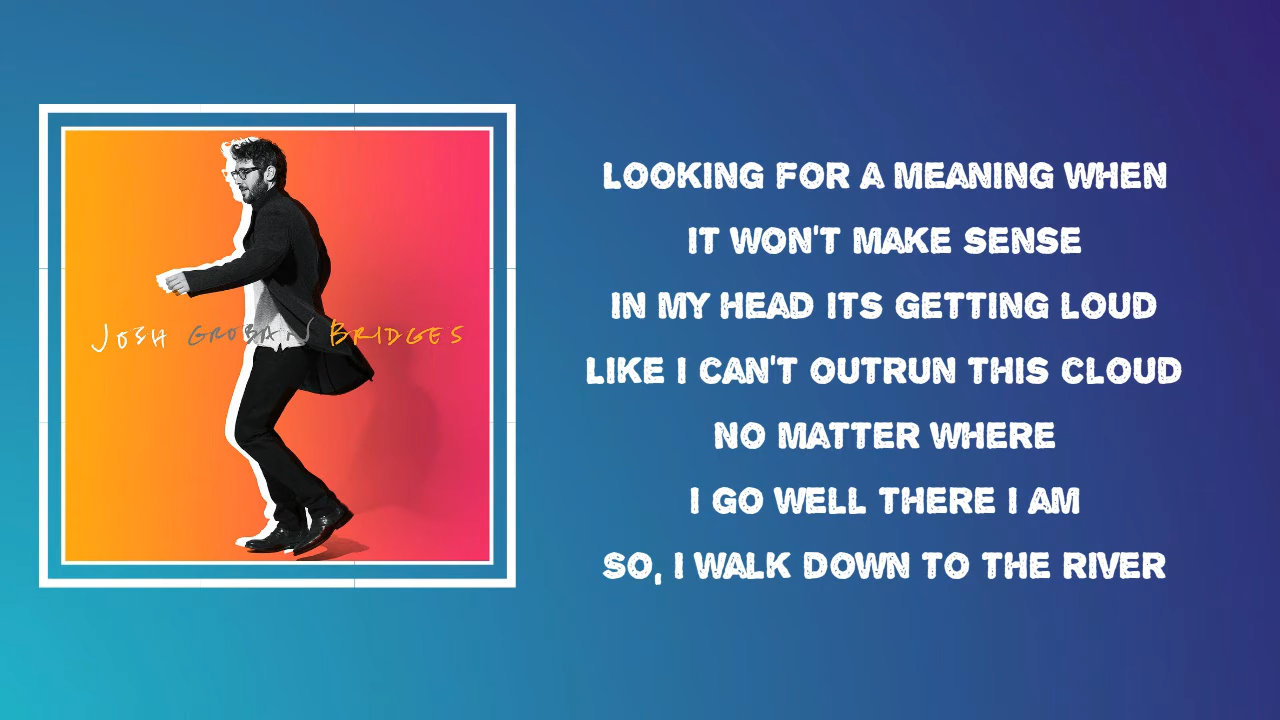 JOSH GROBAN BRIDGES
LOOKING FOR A MEANING WHEN
IT WON'T MAKE SENSE
IN MY HEAD ITS GETTING LOUD
LIKE I CAN'T OUTRUN THIS CLOUD
NO MATTER WHERE
I GO WELL THERE I AM
SO, I WALK DOWN TO THE RIVER